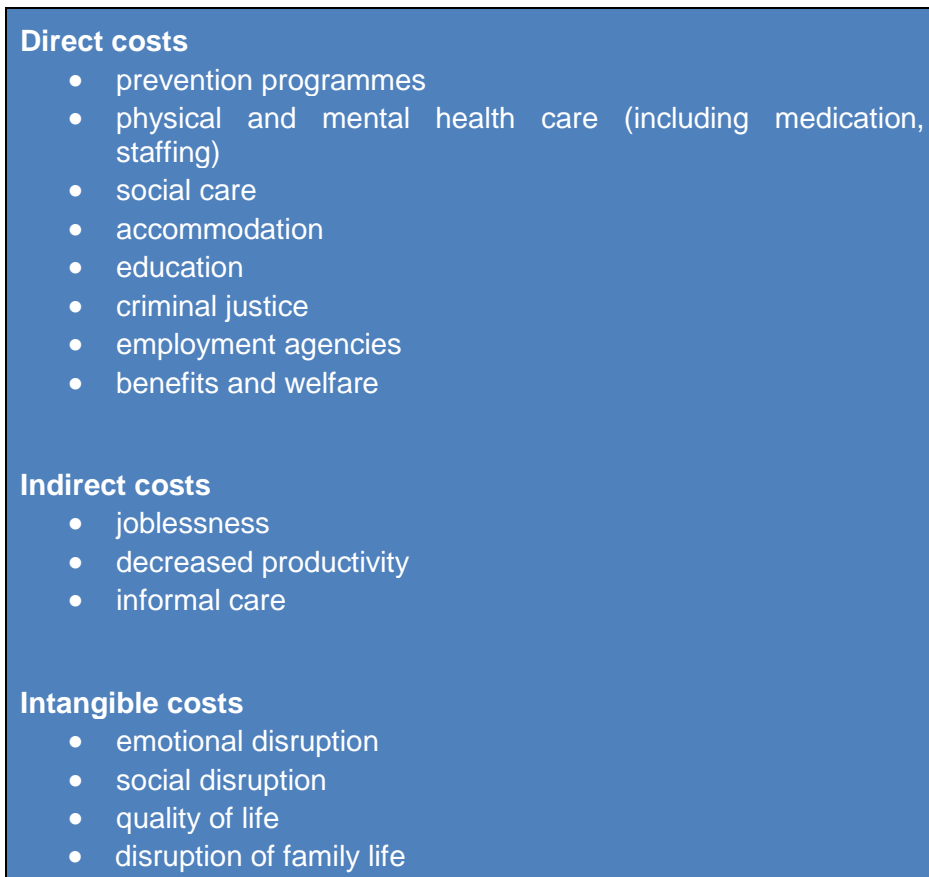 Direct costs
• prevention programmes
• physical and mental health care (including medication,
staffing)
• social care
• accommodation
• education
• criminal justice
• employment agencies
• benefits and welfare
Indirect costs
• joblessness
• decreased productivity
• informal care
Intangible costs
• emotional disruption
• social disruption
• quality of life
• disruption of family life